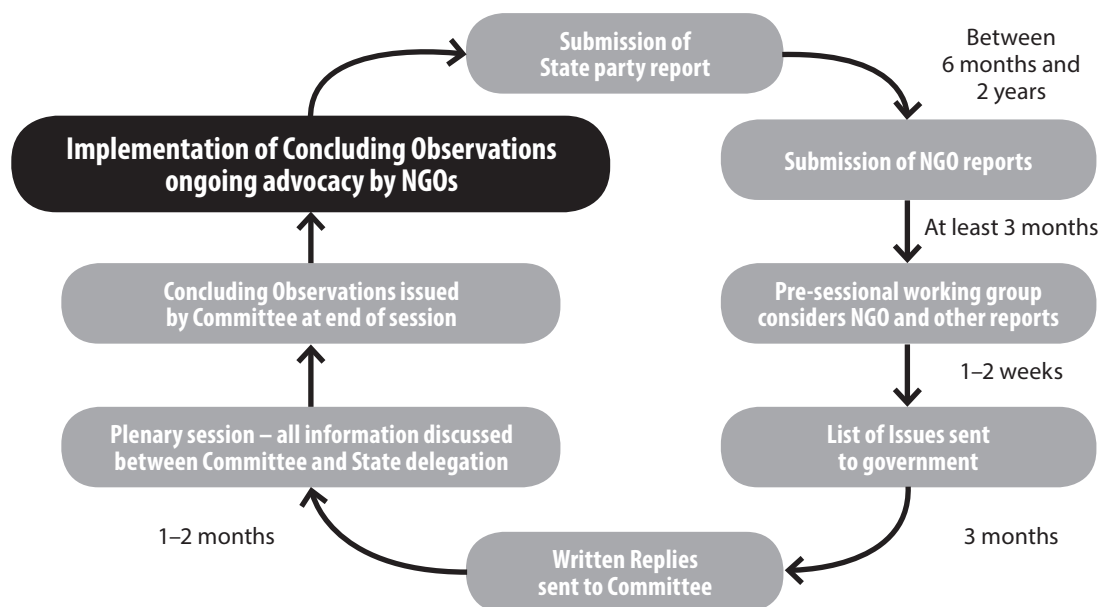 Submission of
State party report
Between
6 months and
2 years
Implementation of Concluding Observations
ongoing advocacy by NGOs
Submission of NGO reports
At least 3 months
Concluding Observations issued
by Committee at end of session
Pre-sessional working group
considers NGO and other reports
1–2 weeks
Plenary session – all information discussed
between Committee and State delegation
List of Issues sent
to government
1–2 months
3 months
Written Replies
sent to Committee